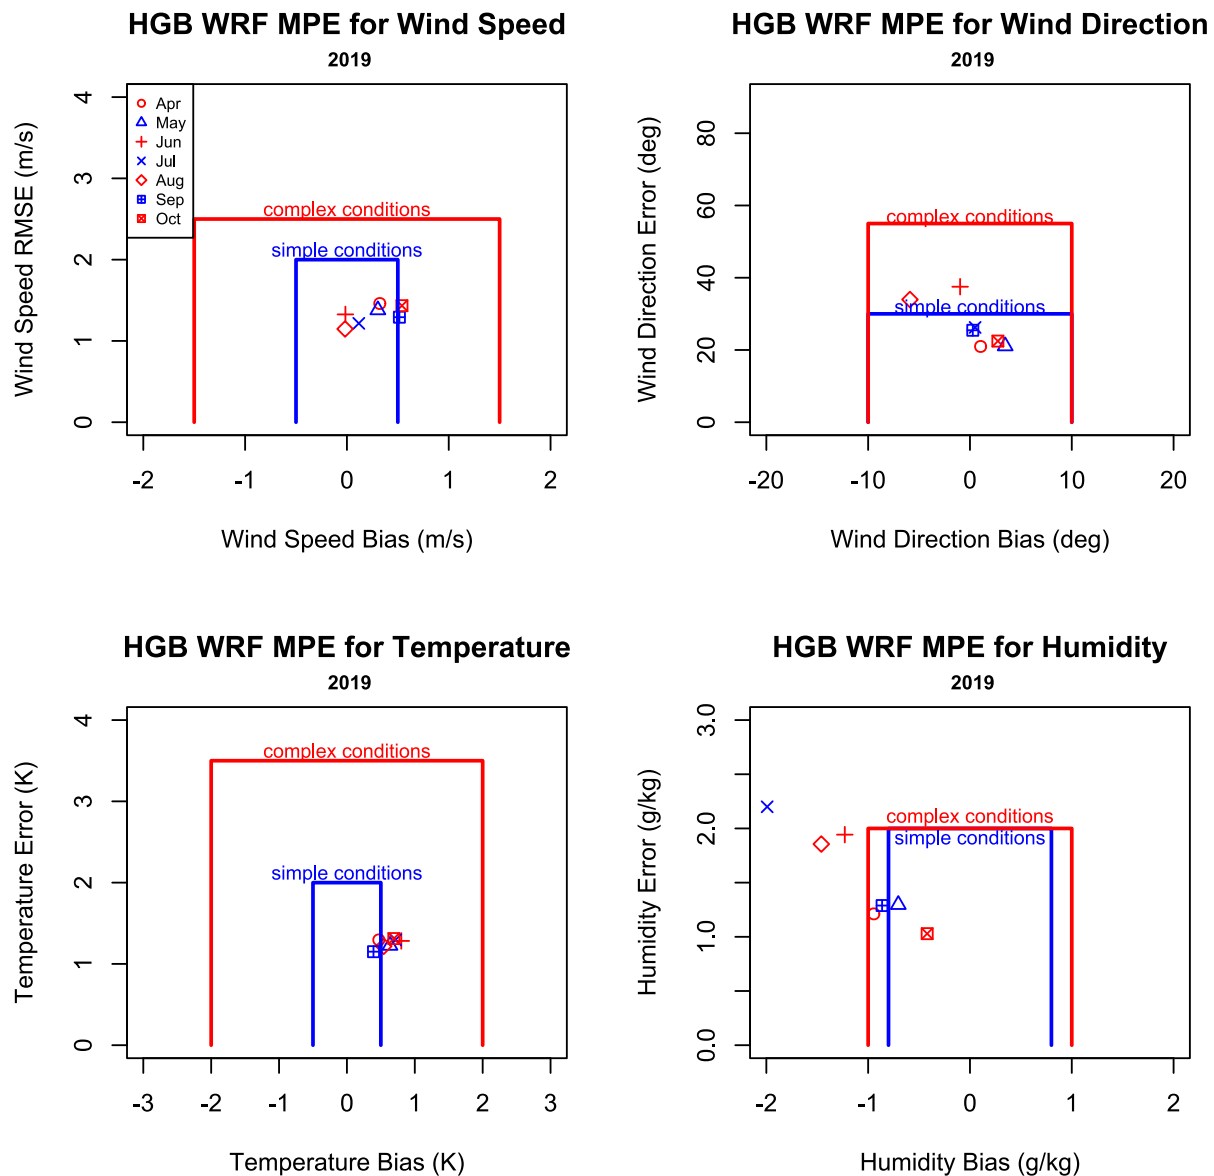 HGB WRF MPE for Wind Speed
2019
Wind Speed RMSE (m/s)
4
3
2
1
0
Apr
May
Jun
Jul
Aug
Sep
Oct
complex conditions
simple conditions
-2 -1 0 1 2
Wind Speed Bias (m/s)
HGB WRF MPE for Wind Direction
2019
Wind Direction Error (deg)
80
60
40
20
0
complex conditions
simple conditions
-20 -10 0 10 20
Wind Direction Bias (deg)
HGB WRF MPE for Temperature
2019
Temperature Error (K)
4
3
2
1
0
complex conditions
simple conditions
-3 -2 -1 0 1 2 3
Temperature Bias (K)
HGB WRF MPE for Humidity
2019
Humidity Error (g/kg)
3.0
2.0
1.0
0.0
complex conditions
simple conditions
-2 -1 0 1 2
Humidity Bias (g/kg)